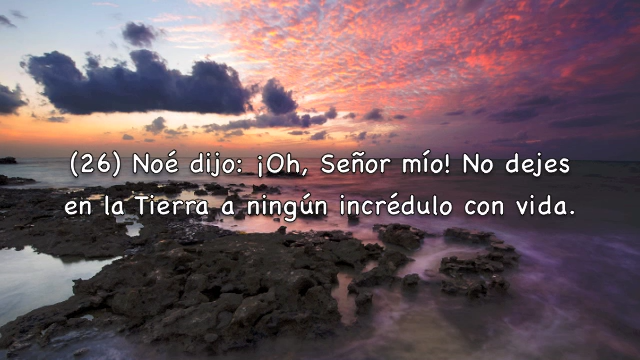 (26) Noé dijo: ¡Oh, Señor mío! No dejes
en la Tierra a ningún incrédulo con vida.